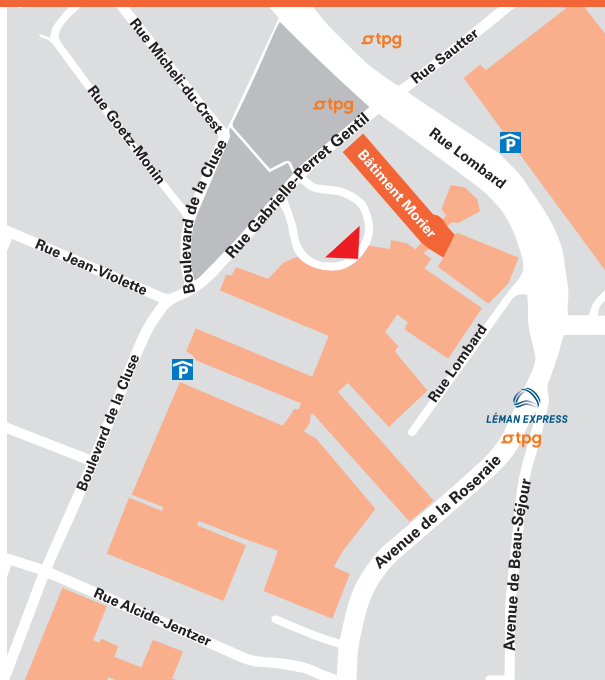 tpg
Rue Sautter
Rue Micheli-du-Crest
tpg
Rue Goetz-Monin
Rue Gabrielle-Perret Gentil
Rue Lombard
P
Bâtiment Morier
Boulevard de la Cluse
Rue Jean-Violette
Rue Lombard
P
Boulevard de la Cluse
LÉMAN EXPRESS
tpg
Avenue de la Roseraie
Avenue de Beau-Séjour
Rue Alcide-Jentzer